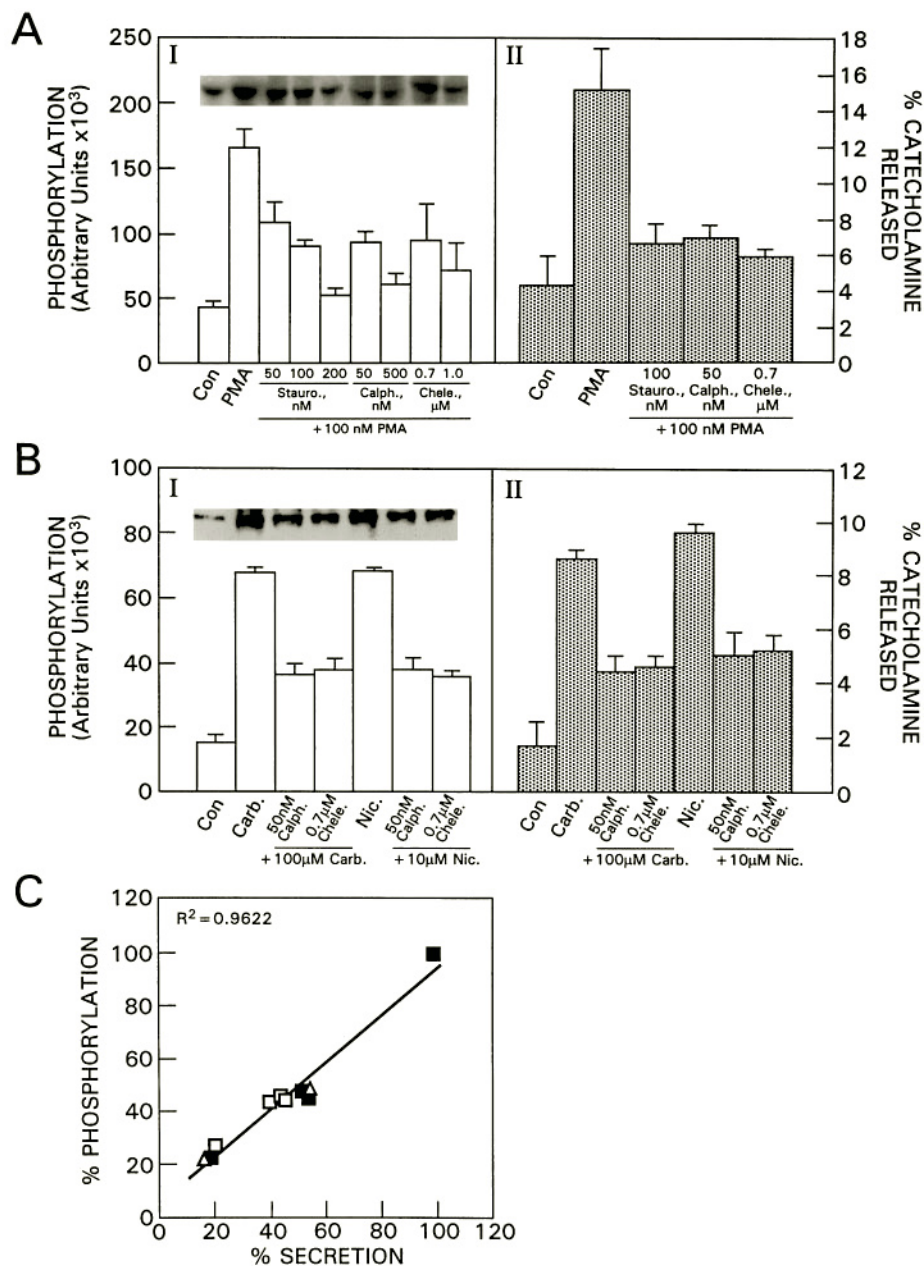 A
I
II
250
200
150
100
50
0
PHOSPHORYLATION
(Arbitrary Units x10³)
18
16
14
12
10
8
6
4
2
0
% CATECHOLAMINE
RELEASED
Con
PMA
50 100 200 50 500 0.7 1.0
Stauro., nM
Calph., nM
Chele., μM
+100 nM PMA
Con
PMA
100 50 0.7
Stauro., Calph., Chele.,
nM nM μM
+100 nM PMA
B
I
II
100
80
60
40
20
0
PHOSPHORYLATION
(Arbitrary Units x10³)
12
10
8
6
4
2
0
% CATECHOLAMINE
RELEASED
Con
Carb.
50nM Calph.
0.7μM Chele.
Nic.
50nM Calph.
0.7μM Chele.
+100μM Carb.
+10μM Nic.
Con
Carb.
50nM Calph.
0.7μM Chele.
Nic.
50nM Calph.
0.7μM Chele.
+100μM Carb.
+10μM Nic.
C
R²=0.9622
120
100
80
60
40
20
0
% PHOSPHORYLATION
0 20 40 60 80 100 120
% SECRETION